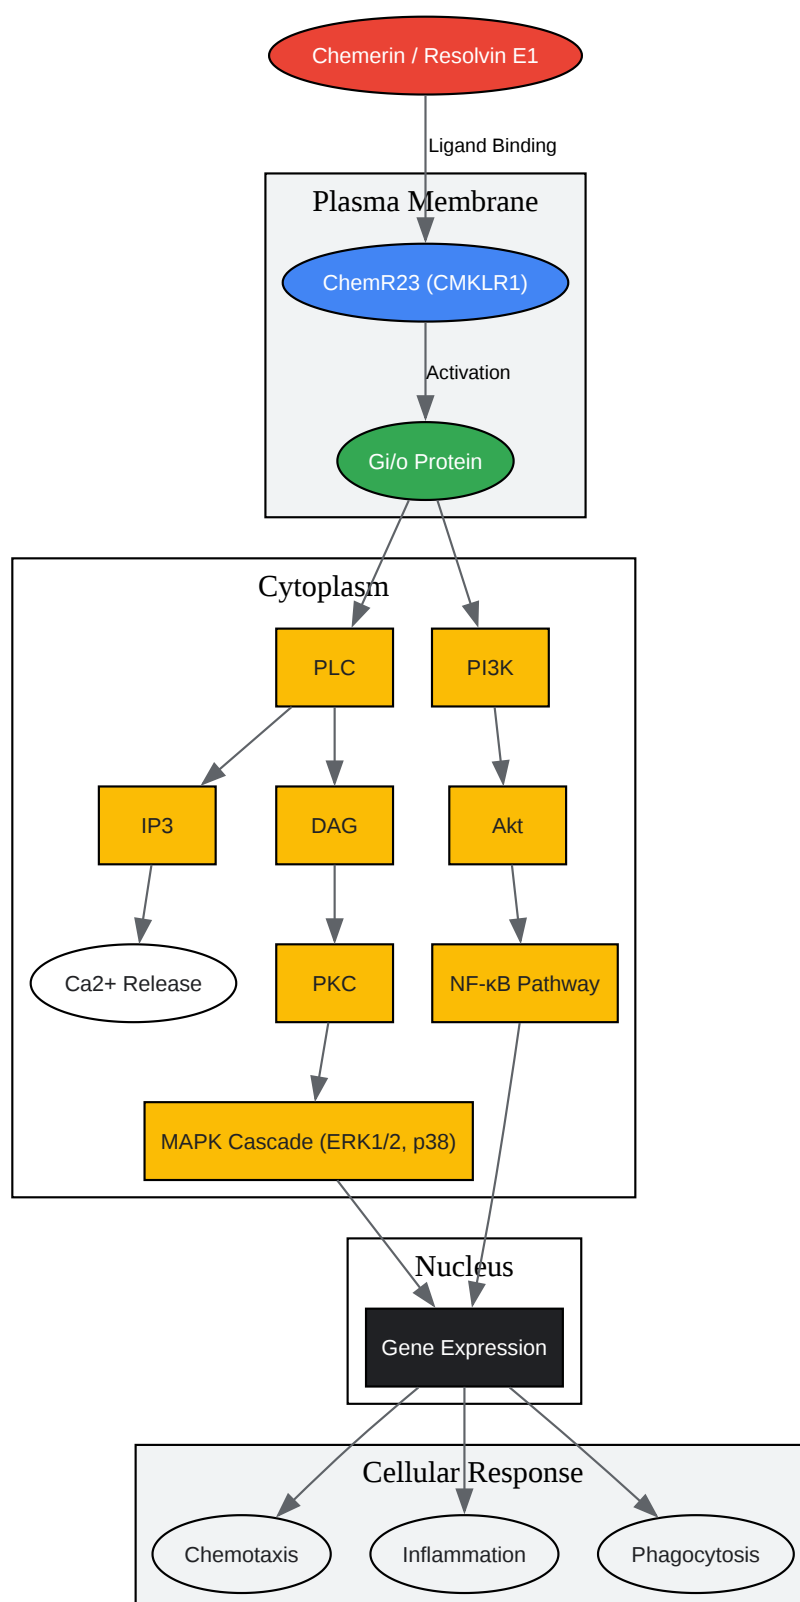 Chemerin / Resolvin E1
Ligand Binding
Plasma Membrane
ChemR23 (CMKLR1)
Activation
Gi/o Protein
Cytoplasm
PLC
PI3K
IP3
DAG
Akt
Ca2+ Release
PKC
NF-κB Pathway
MAPK Cascade (ERK1/2, p38)
Nucleus
Gene Expression
Cellular Response
Chemotaxis
Inflammation
Phagocytosis